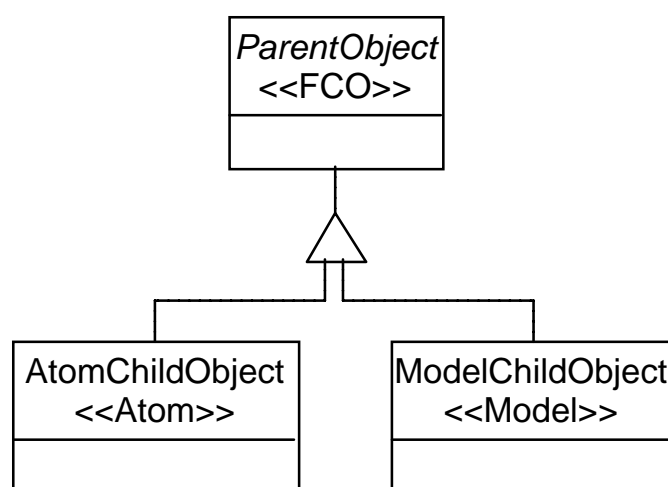 ParentObject
<<FCO>>
AtomChildObject
<<Atom>>
ModelChildObject
<<Model>>